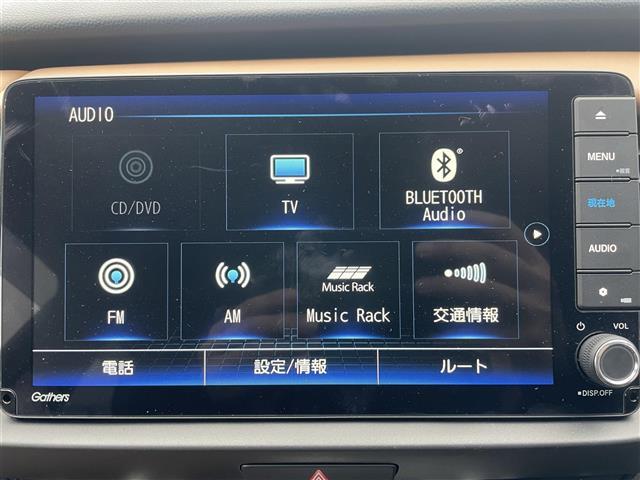 AUDIO
CD/DVD
TV
BLUETOOTH
Audio
FM
AM
Music Rack
Music Rack
交通情報
電話
設定/情報
ルート
Gathers
MENU
現在地
AUDIO
VOL
DISP.OFF